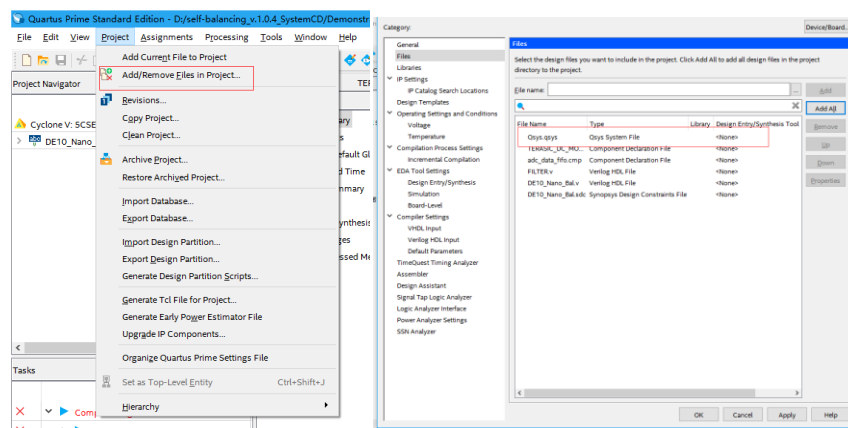 Quartus Prime Standard Edition - D:/self-balancing_v.1.0.4_SystemCD/Demonstr
File Edit View Project Assignments Processing Tools Window Help
Project Navigator
Cyclone V: 5CSE
DE10_Nano_
Tasks
Comp
Add Current File to Project
Add/Remove Files in Project...
Revisions...
Copy Project...
Clean Project...
Archive Project...
Restore Archived Project...
Import Database...
Export Database...
Import Design Partition...
Export Design Partition...
Generate Design Partition Scripts...
Generate Tcl File for Project...
Generate Early Power Estimator File
Upgrade IP Components...
Organize Quartus Prime Settings File
Set as Top-Level Entity Ctrl+Shift+J
Hierarchy
TE
ary
s
efault Gl
d Time
mmary
ynthesis
ges
ssed Me
Category:
Device/Board..
General
Files
Libraries
IP Settings
IP Catalog Search Locations
Design Templates
Operating Settings and Conditions
Voltage
Temperature
Compilation Process Settings
Incremental Compilation
EDA Tool Settings
Design Entry/Synthesis
Simulation
Board-Level
Compiler Settings
VHDL Input
Verilog HDL Input
Default Parameters
TimeQuest Timing Analyzer
Assembler
Design Assistant
Signal Tap Logic Analyzer
Logic Analyzer Interface
Power Analyzer Settings
SSN Analyzer
Files
Select the design files you want to include in the project. Click Add All to add all design files in the project
directory to the project.
File name: ... Add
Add All
File Name Type Library Design Entry/Synthesis Tool Remove
Qsys.qsys Qsys System File <None>
TERASIC_DC_MO... Component Declaration File <None>
adc_data_fifo.cmp Component Declaration File <None>
FILTER.v Verilog HDL File <None>
DE10_Nano_Bal.v Verilog HDL File <None>
DE10_Nano_Bal.sdc Synopsys Design Constraints File <None>
Up
Down
Properties
OK Cancel Apply Help